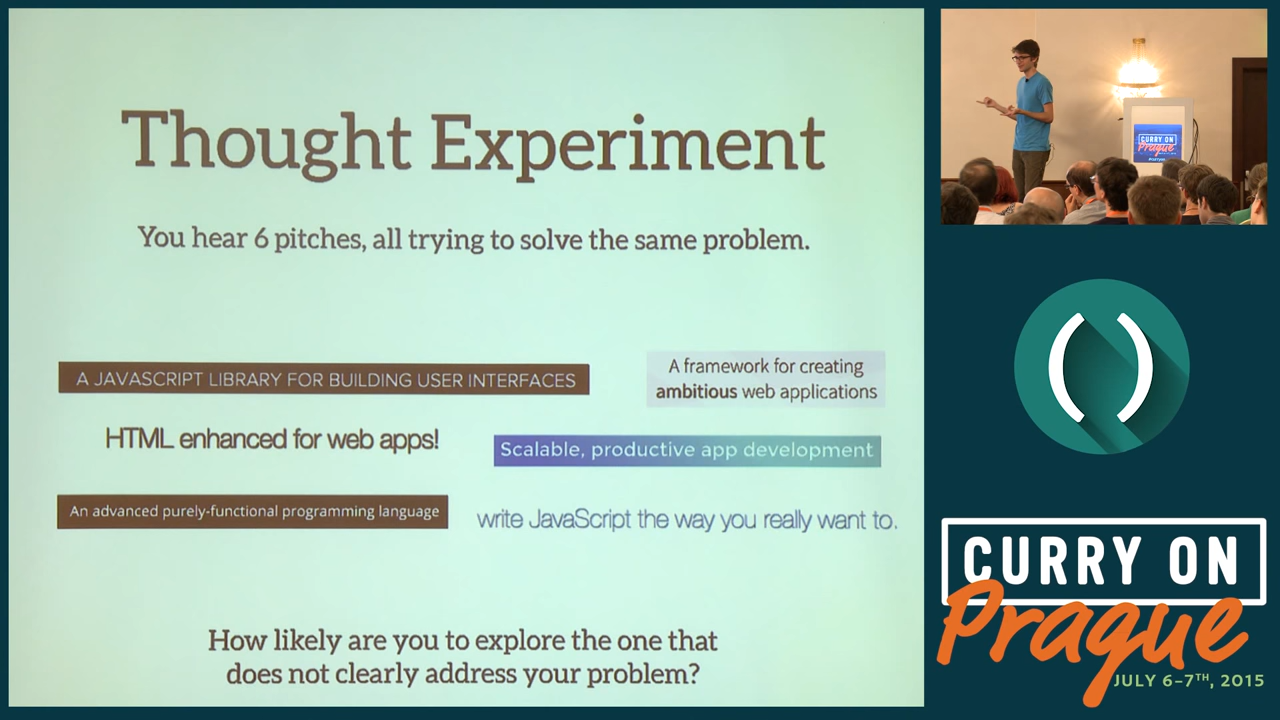 Thought Experiment
You hear 6 pitches, all trying to solve the same problem.
A JAVASCRIPT LIBRARY FOR BUILDING USER INTERFACES
A framework for creating
ambitious web applications
HTML enhanced for web apps!
Scalable, productive app development
An advanced purely-functional programming language
write JavaScript the way you really want to.
How likely are you to explore the one that
does not clearly address your problem?
CURRY ON
Prague
( )
CURRY ON
Prague
JULY 6-7TH, 2015